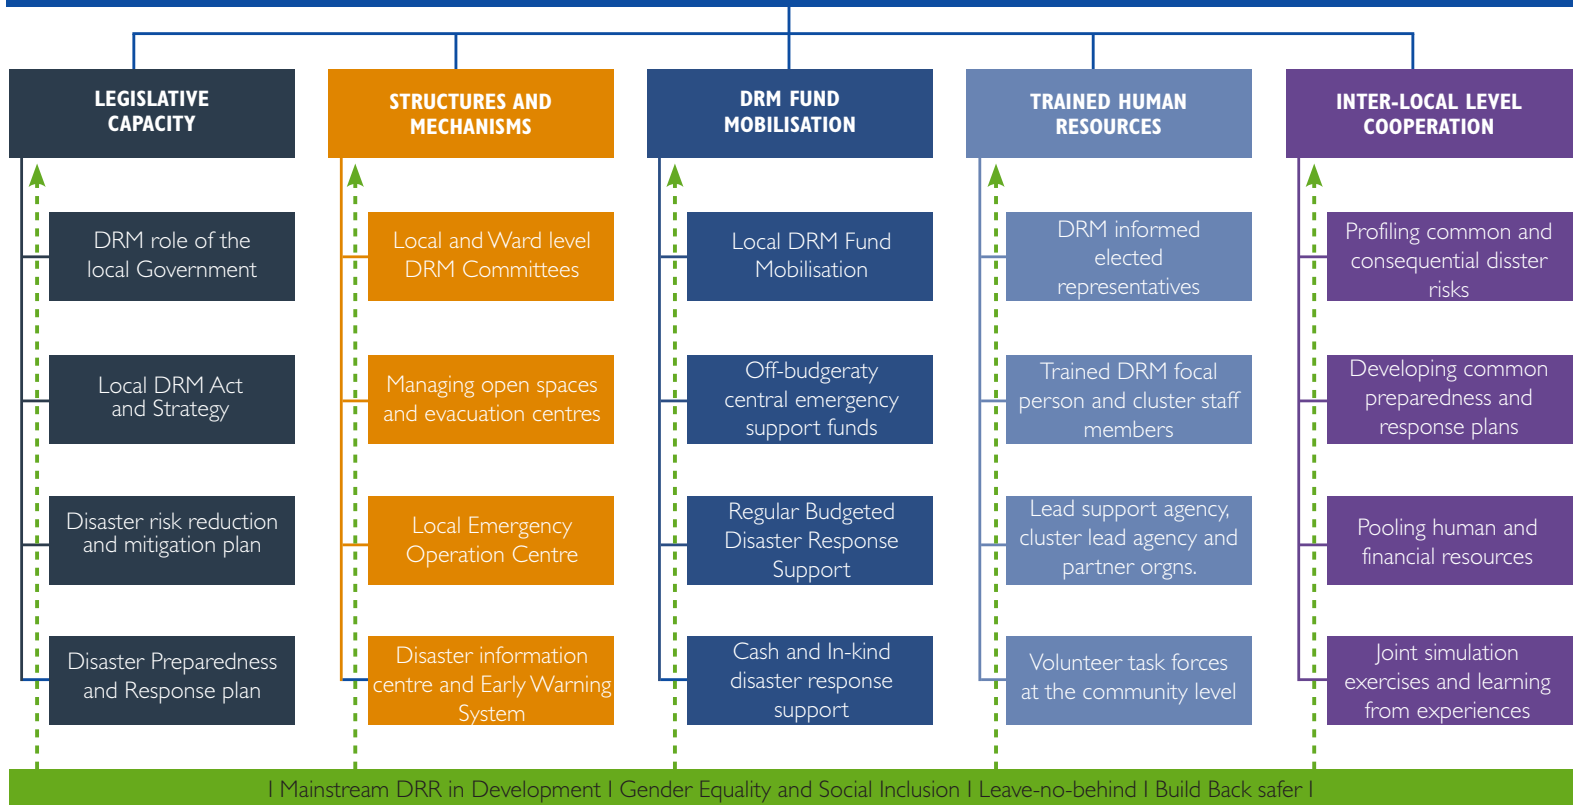 LEGISLATIVE
CAPACITY
DRM role of the
local Government
Local DRM Act
and Strategy
Disaster risk reduction
and mitigation plan
Disaster Preparedness
and Response plan
STRUCTURES AND
MECHANISMS
Local and Ward level
DRM Committees
Managing open spaces
and evacuation centres
Local Emergency
Operation Centre
Disaster information
centre and Early Warning
System
DRM FUND
MOBILISATION
Local DRM Fund
Mobilisation
Off-budgeraty
central emergency
support funds
Regular Budgeted
Disaster Response
Support
Cash and In-kind
disaster response
support
TRAINED HUMAN
RESOURCES
DRM informed
elected
representatives
Trained DRM focal
person and cluster staff
members
Lead support agency,
cluster lead agency and
partner orgns.
Volunteer task forces
at the community level
INTER-LOCAL LEVEL
COOPERATION
Profiling common and
consequential disster
risks
Developing common
preparedness and
response plans
Pooling human and
financial resources
Joint simulation
exercises and learning
from experiences
I Mainstream DRR in Development I Gender Equality and Social Inclusion I Leave-no-behind I Build Back safer I